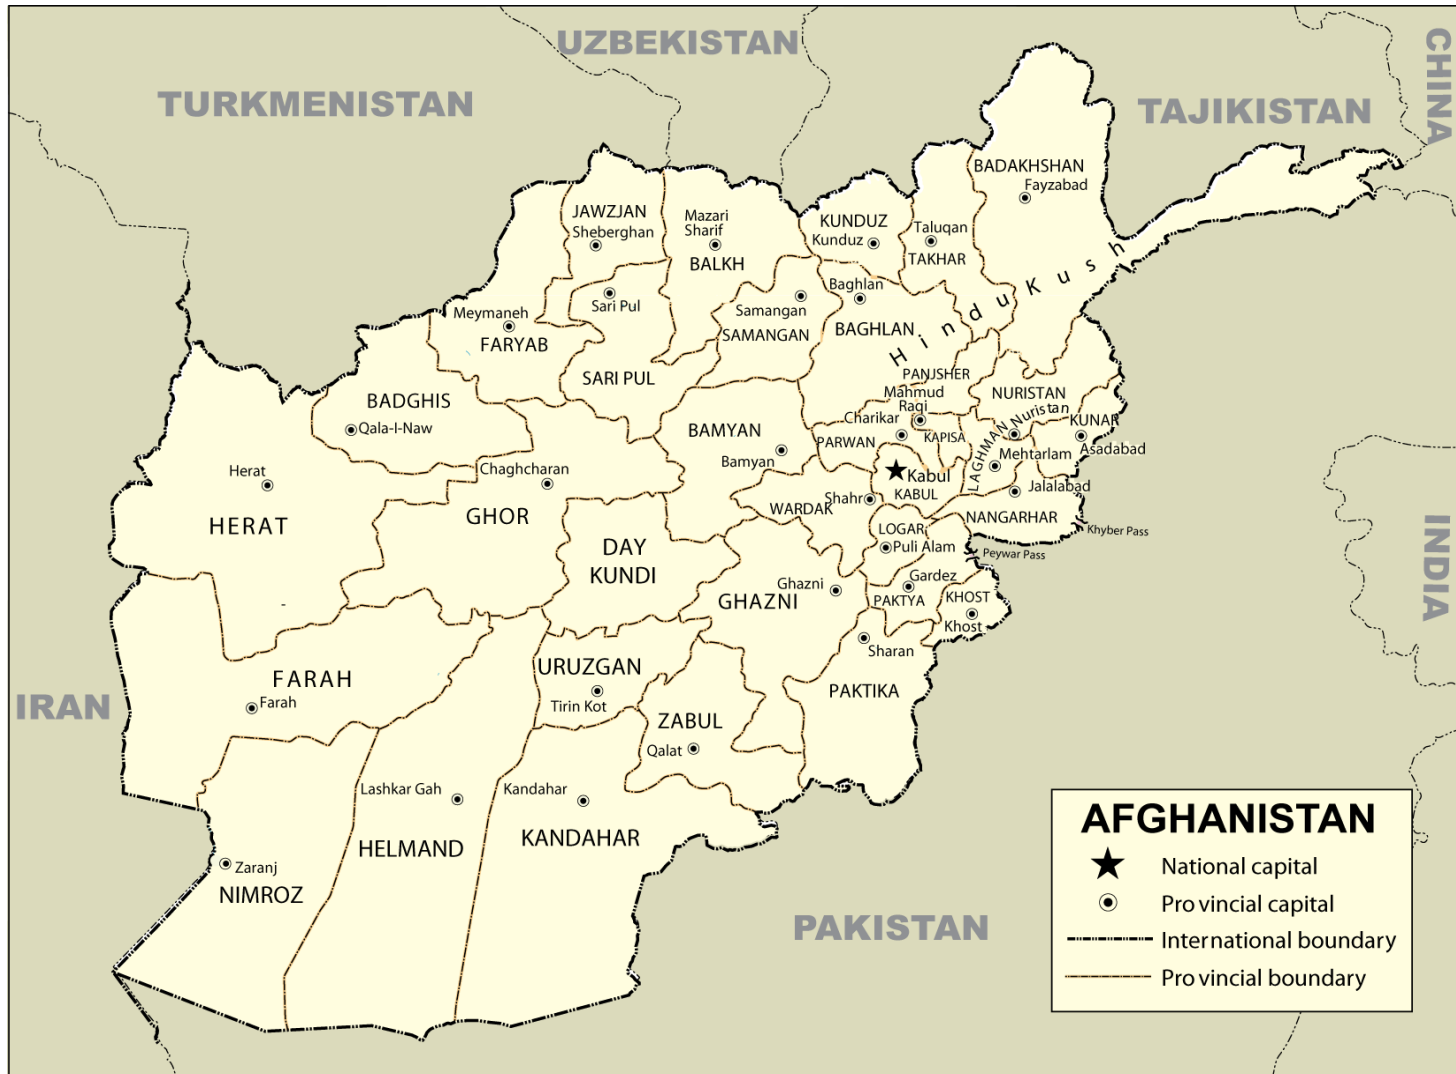 UZBEKISTAN
CHINA
TURKMENISTAN
TAJIKISTAN
BADAKHSHAN
Fayzabad
JAWZJAN
Sheberghan
Mazari
Sharif
BALKH
KUNDUZ
Kunduz
Taluqan
TAKHAR
Hindu Kush
Sari Pul
Samangan
SAMANGAN
Baghlan
BAGHLAN
Meymaneh
FARYAB
SARI PUL
PANJSHER
BADGHIS
Qala-I-Naw
BAMYAN
Bamyan
Mahmud
Raqi
Charikar
PARWAN
KAPISA
NURISTAN
Nuristan
LAGHMAN
Mehtarlam
KUNAR
Asadabad
Herat
HERAT
Chaghcharan
GHOR
Kabul
KABUL
Shahr
WARDAK
Jalalabad
NANGARHAR
Khyber Pass
LOGAR
Puli Alam
Peywar Pass
DAY
KUNDI
Ghazni
GHAZNI
Gardez
PAKTYA
KHOST
Khost
INDIA
Sharan
PAKTIKA
URUZGAN
Tirin Kot
FARAH
Farah
IRAN
ZABUL
Qalat
Lashkar Gah
HELMAND
Kandahar
KANDAHAR
Zaranj
NIMROZ
PAKISTAN
AFGHANISTAN
National capital
Pro vincial capital
International boundary
Pro vincial boundary